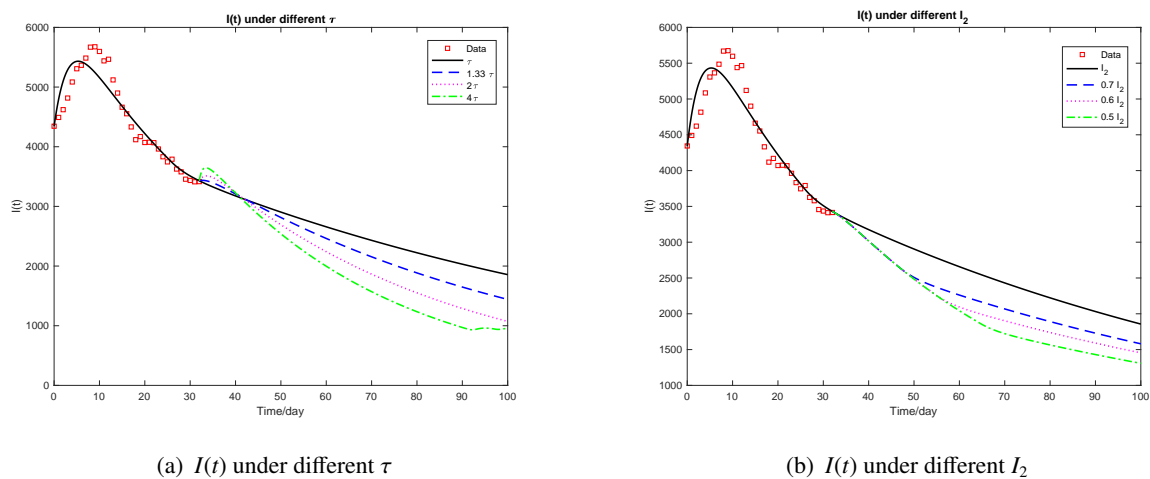 I(t) under different τ
6000
5000
4000
3000
2000
1000
0
I(t)
0 10 20 30 40 50 60 70 80 90 100
Time/day
Data
τ
1.33 τ
2 τ
4 τ
(a) I(t) under different τ
I(t) under different I₂
6000
5500
5000
4500
4000
3500
3000
2500
2000
1500
1000
I(t)
0 10 20 30 40 50 60 70 80 90 100
Time/day
Data
I₂
0.7 I₂
0.6 I₂
0.5 I₂
(b) I(t) under different I₂